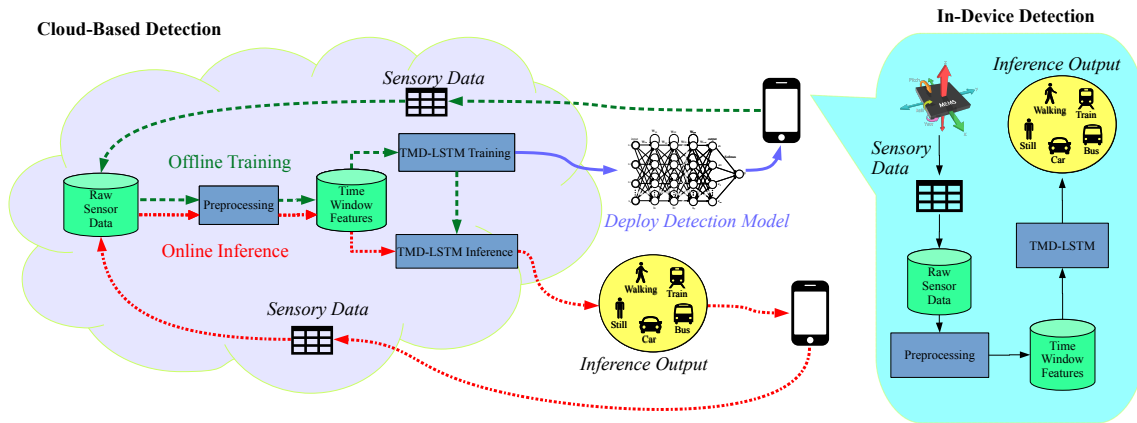 Cloud-Based Detection
In-Device Detection
Sensory Data
Offline Training
TMD-LSTM Training
Raw
Sensor
Data
Preprocessing
Time
Window
Features
Deploy Detection Model
Online Inference
TMD-LSTM Inference
Sensory Data
Walking
Train
Still
Car
Bus
Inference Output
MEMS
Sensory
Data
Raw
Sensor
Data
Preprocessing
Time
Window
Features
TMD-LSTM
Inference Output
Walking
Train
Still
Car
Bus